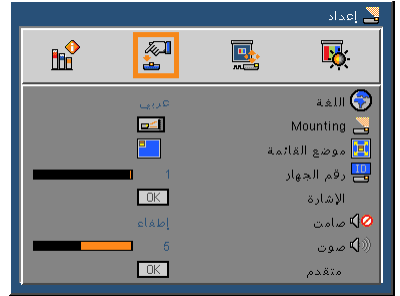 إعداد
اللغة عربي
Mounting
موضع القائمة
رقم الجهاز 1
الإشارة OK
صامت إطفاء
صوت 5
متقدم OK